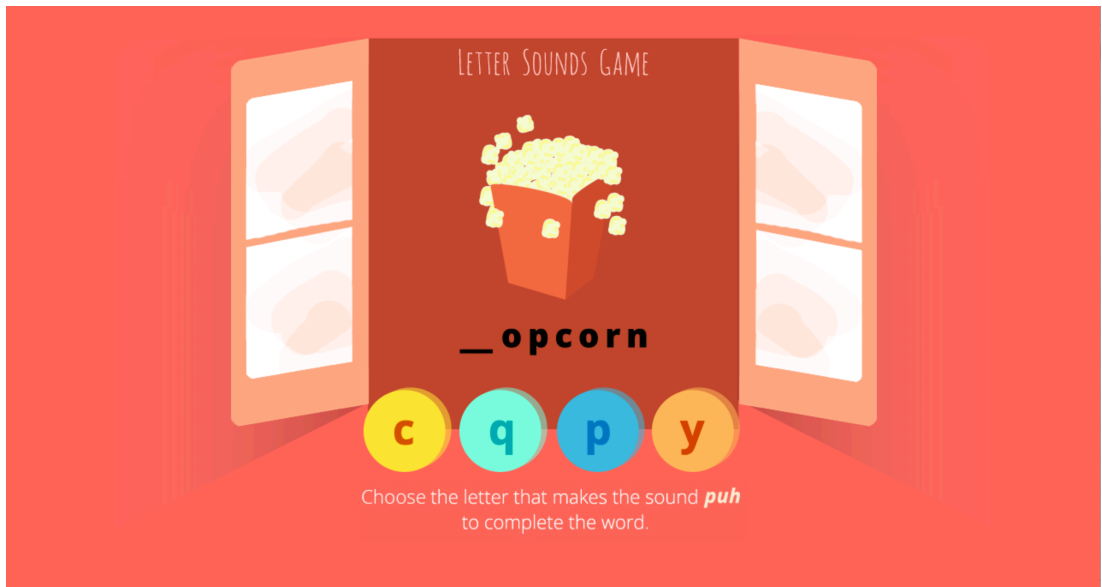 Letter Sounds Game
__opcorn
c q p y
Choose the letter that makes the sound puh
to complete the word.